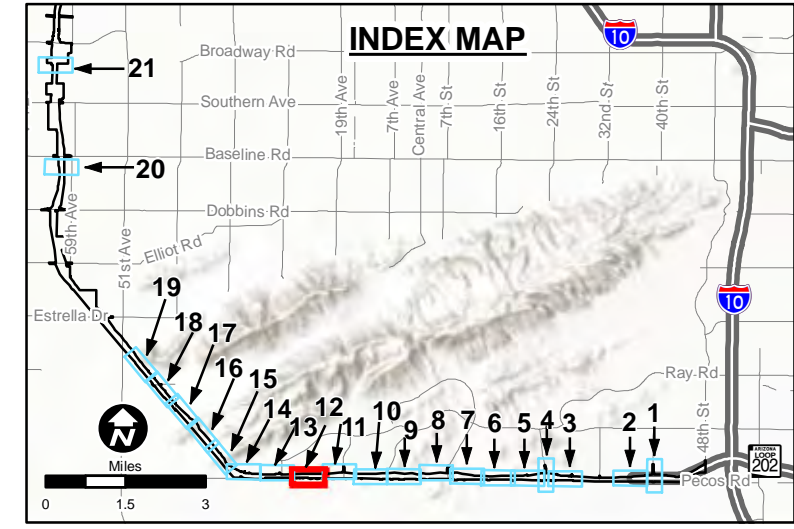 INDEX MAP
10
Broadway Rd
21
Southern Ave
19th Ave
7th Ave
Central Ave
7th St
16th St
24th St
32nd St
40th St
Baseline Rd
20
Dobbins Rd
59th Ave
51st Ave
Elliot Rd
19
18
17
16
15
14
13
12
11
10
9
8
7
6
5
4
3
2
1
Estrella Dr
10
Ray Rd
48th St
ARIZONA
LOOP
202
Pecos Rd
N
Miles
0 1.5 3